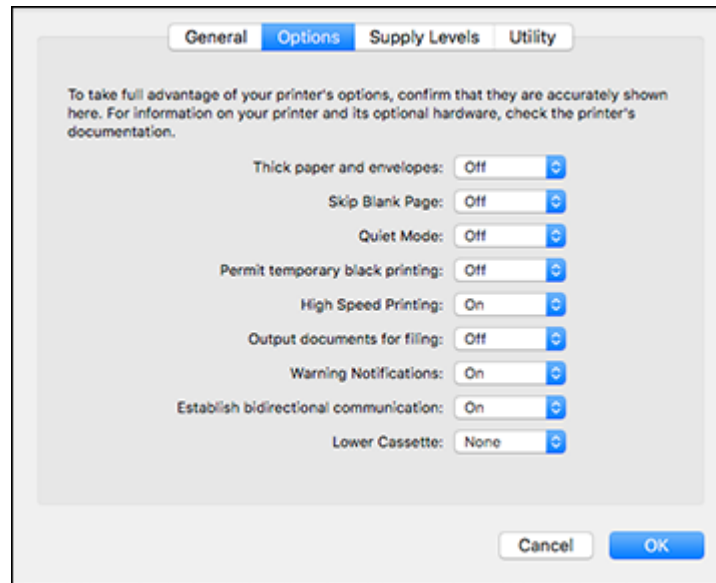 General Options Supply Levels Utility
To take full advantage of your printer's options, confirm that they are accurately shown
here. For information on your printer and its optional hardware, check the printer's
documentation.
Thick paper and envelopes: Off
Skip Blank Page: Off
Quiet Mode: Off
Permit temporary black printing: Off
High Speed Printing: On
Output documents for filing: Off
Warning Notifications: On
Establish bidirectional communication: On
Lower Cassette: None
Cancel OK